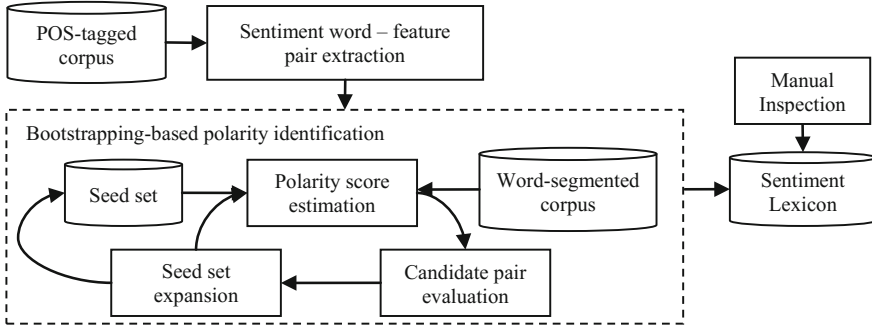 POS-tagged
corpus
Sentiment word – feature
pair extraction
Manual
Inspection
Bootstrapping-based polarity identification
Seed set
Polarity score
estimation
Word-segmented
corpus
Sentiment
Lexicon
Seed set
expansion
Candidate pair
evaluation